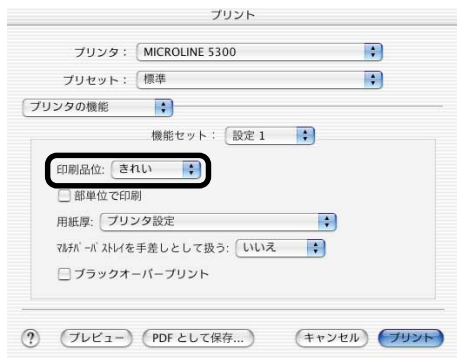 プリント
プリンタ： MICROLINE 5300
プリセット： 標準
プリンタの機能
機能セット： 設定 1
印刷品位: きれい
部単位で印刷
用紙厚: プリンタ設定
マルチパーパストレイを手差しとして扱う: いいえ
ブラックオーバープリント
? プレビュー PDF として保存... キャンセル プリント